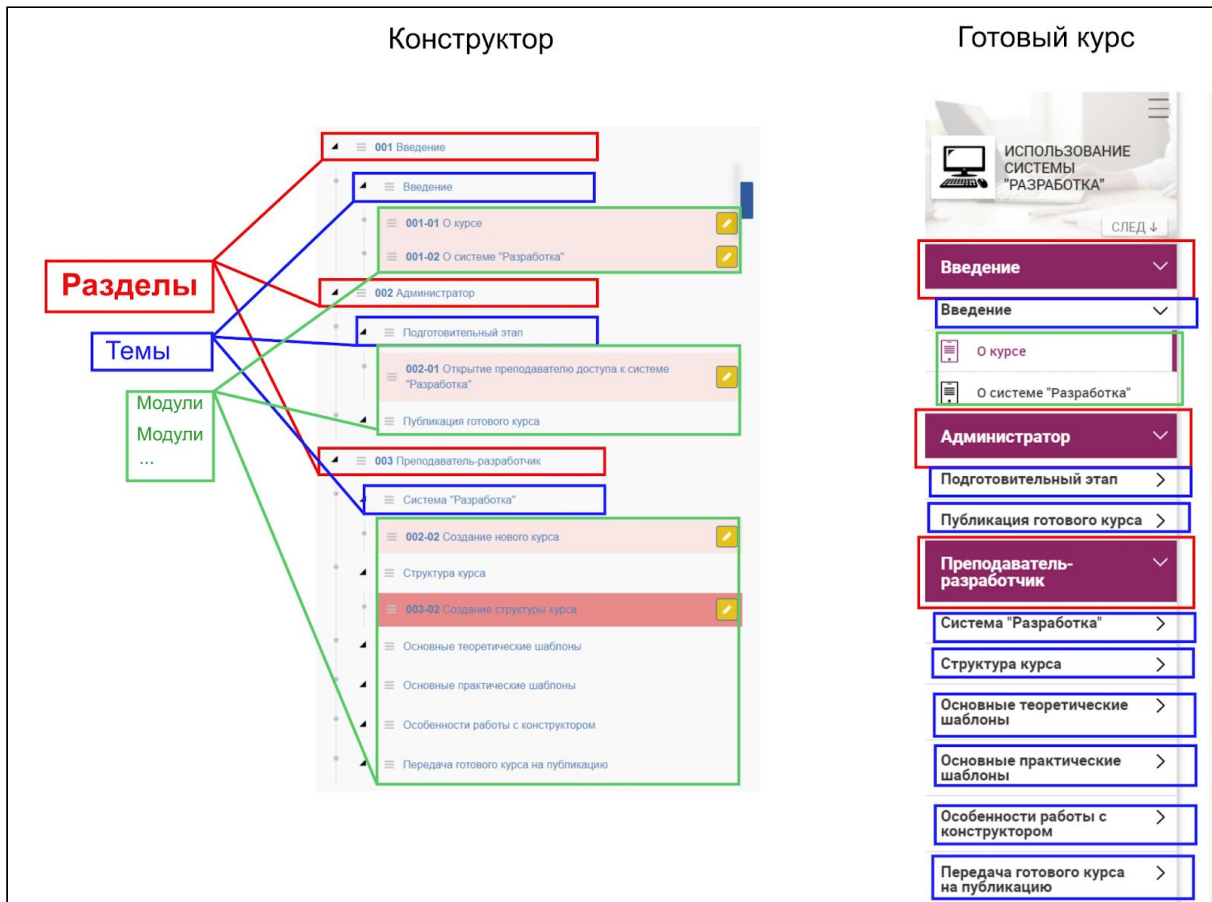 Конструктор
Готовый курс
Разделы
Темы
Модули
Модули
...
001 Введение
Введение
001-01 О курсе
001-02 О системе "Разработка"
002 Администратор
Подготовительный этап
002-01 Открытие преподавателю доступа к системе
"Разработка"
Публикация готового курса
003 Преподаватель-разработчик
Система "Разработка"
002-02 Создание нового курса
Структура курса
003-02 Создание структуры курса
Основные теоретические шаблоны
Основные практические шаблоны
Особенности работы с конструктором
Передача готового курса на публикацию
ИСПОЛЬЗОВАНИЕ
СИСТЕМЫ
"РАЗРАБОТКА"
СЛЕД ↓
Введение
Введение
О курсе
О системе "Разработка"
Администратор
Подготовительный этап
Публикация готового курса
Преподаватель-
разработчик
Система "Разработка"
Структура курса
Основные теоретические
шаблоны
Основные практические
шаблоны
Особенности работы с
конструктором
Передача готового курса
на публикацию